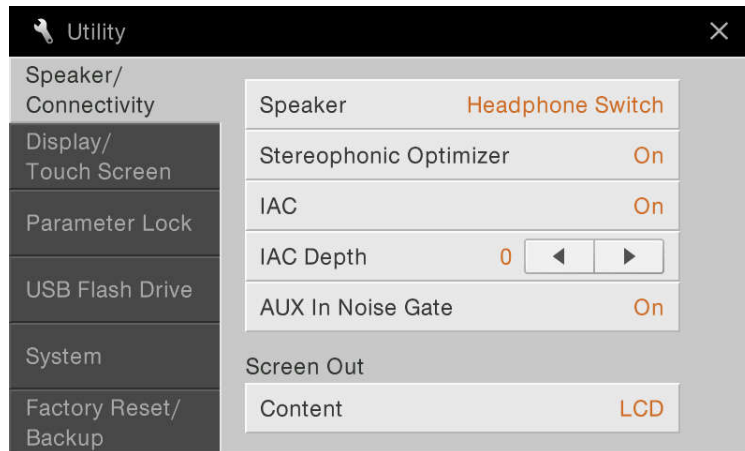 Utility
Speaker/
Connectivity
Display/
Touch Screen
Parameter Lock
USB Flash Drive
System
Factory Reset/
Backup
Speaker Headphone Switch
Stereophonic Optimizer On
IAC On
IAC Depth 0
AUX In Noise Gate On
Screen Out
Content LCD